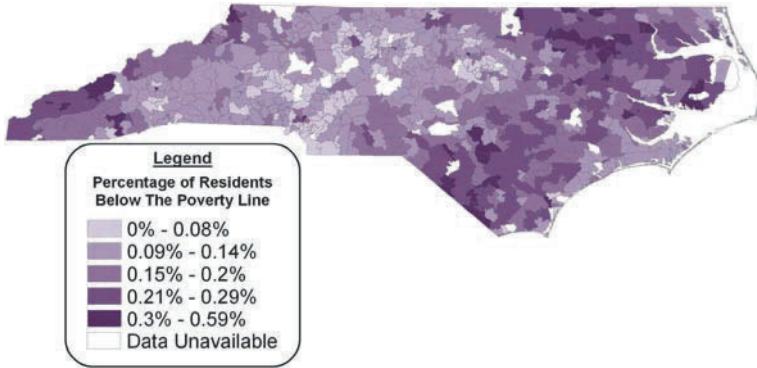 Legend
Percentage of Residents
Below The Poverty Line
0% - 0.08%
0.09% - 0.14%
0.15% - 0.2%
0.21% - 0.29%
0.3% - 0.59%
Data Unavailable